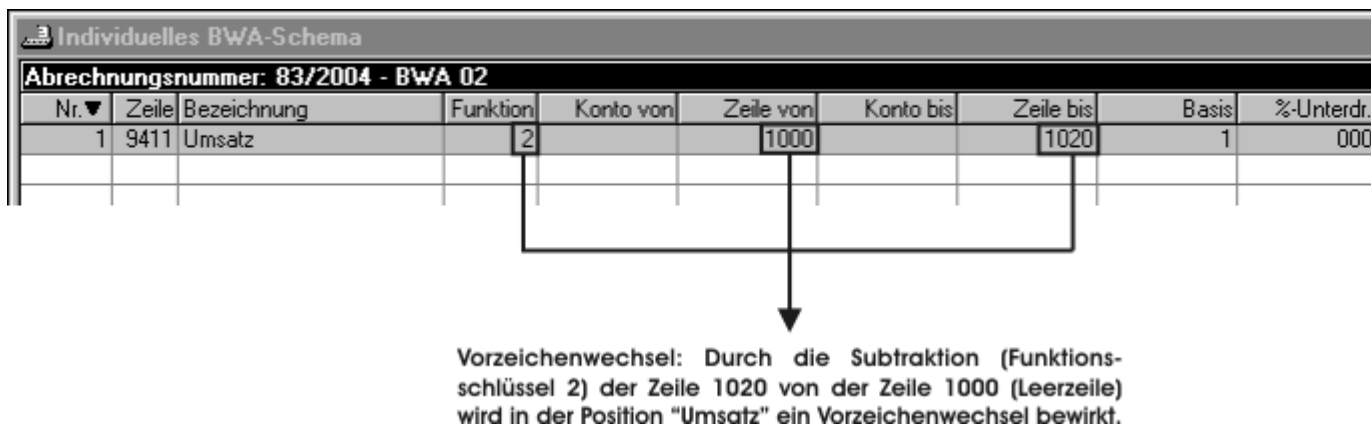 Individuelles BWA-Schema
Abrechnungsnummer: 83/2004 - BWA 02
Nr. Zeile Bezeichnung Funktion Konto von Zeile von Konto bis Zeile bis Basis %-Unterdr.
1 9411 Umsatz 2 1000 1020 1 000
Vorzeichenwechsel: Durch die Subtraktion (Funktions-
schlüssel 2) der Zeile 1020 von der Zeile 1000 (Leerzeile)
wird in der Position "Umsatz" ein Vorzeichenwechsel bewirkt.